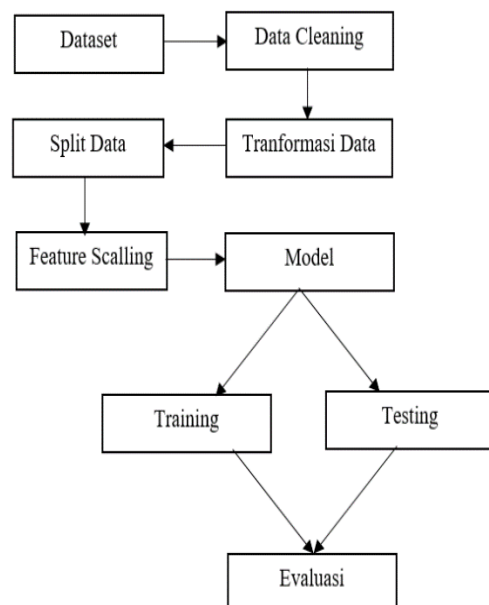 Dataset
Data Cleaning
Split Data
Tranformasi Data
Feature Scalling
Model
Training
Testing
Evaluasi